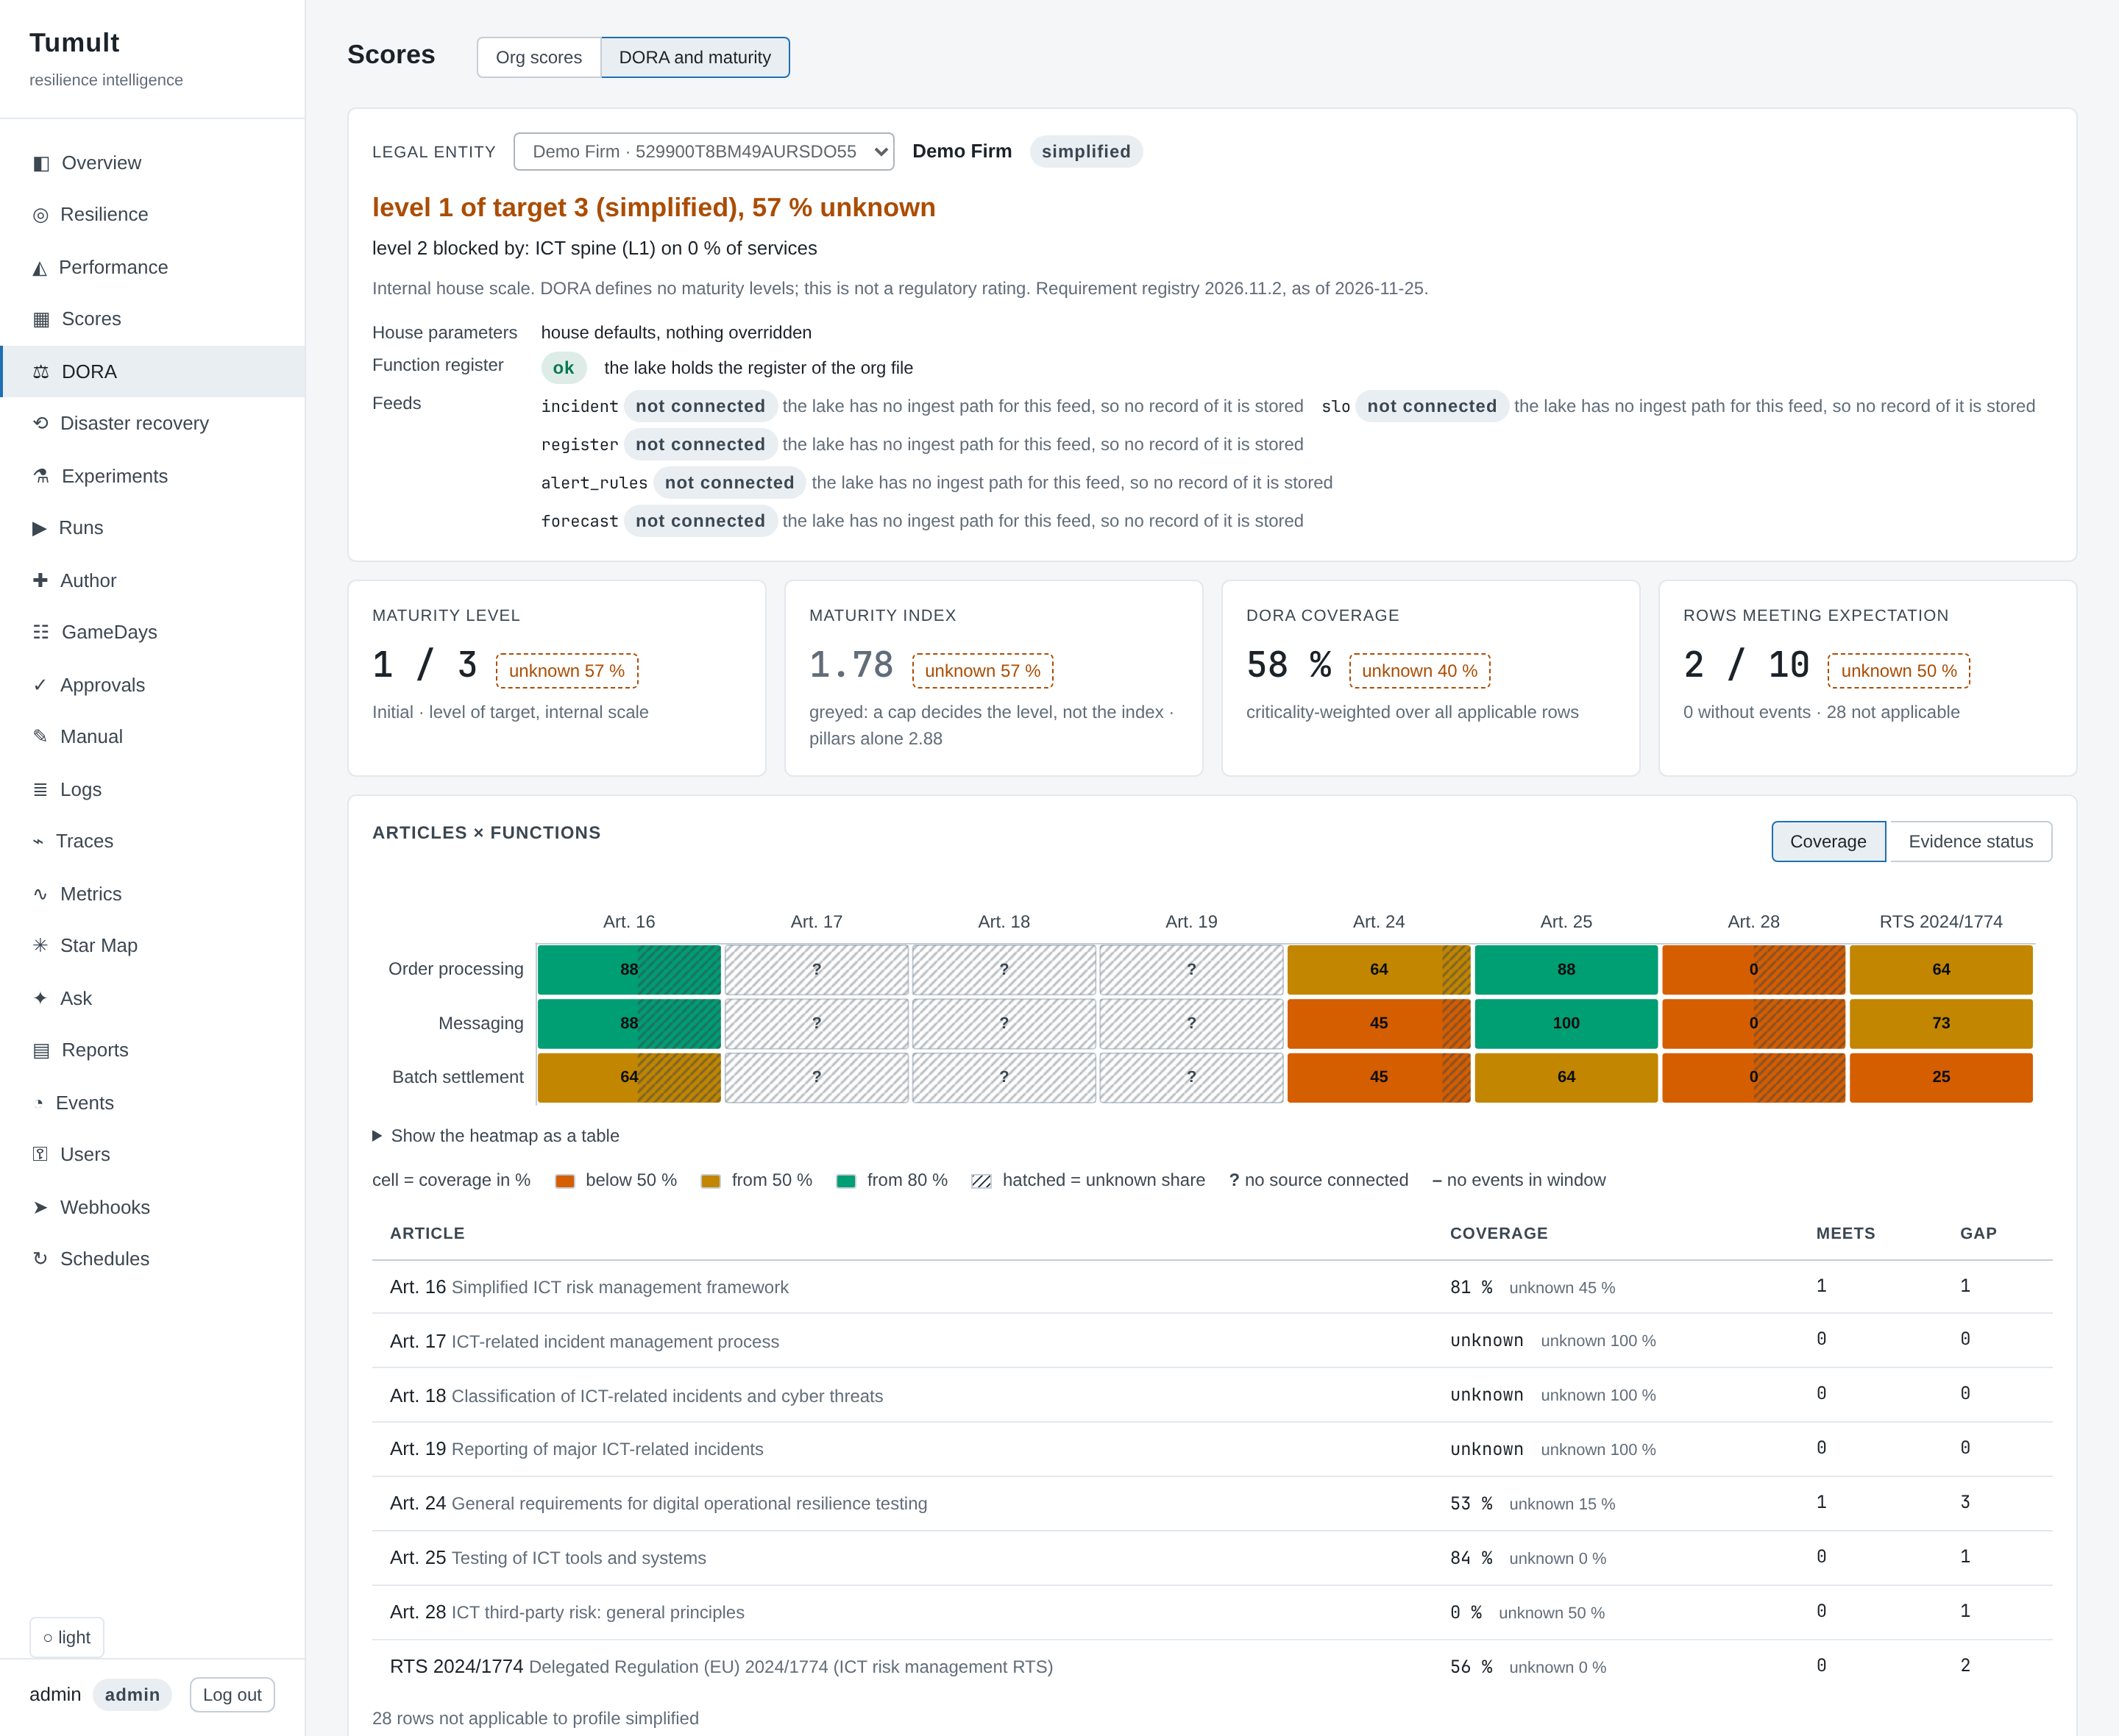 Tumult
resilience intelligence
Overview
Resilience
Performance
Scores
DORA
Disaster recovery
Experiments
Runs
Author
GameDays
Approvals
Manual
Logs
Traces
Metrics
Star Map
Ask
Reports
Events
Users
Webhooks
Schedules
○ light
admin admin Log out
Scores Org scores DORA and maturity
LEGAL ENTITY Demo Firm · 529900T8BM49AURSDO55 Demo Firm simplified
level 1 of target 3 (simplified), 57 % unknown
level 2 blocked by: ICT spine (L1) on 0 % of services
Internal house scale. DORA defines no maturity levels; this is not a regulatory rating. Requirement registry 2026.11.2, as of 2026-11-25.
House parameters house defaults, nothing overridden
Function register ok the lake holds the register of the org file
Feeds incident not connected the lake has no ingest path for this feed, so no record of it is stored slo not connected the lake has no ingest path for this feed, so no record of it is stored
register not connected the lake has no ingest path for this feed, so no record of it is stored
alert_rules not connected the lake has no ingest path for this feed, so no record of it is stored
forecast not connected the lake has no ingest path for this feed, so no record of it is stored
MATURITY LEVEL
1 / 3 unknown 57 %
Initial · level of target, internal scale
MATURITY INDEX
1.78 unknown 57 %
greyed: a cap decides the level, not the index ·
pillars alone 2.88
DORA COVERAGE
58 % unknown 40 %
criticality-weighted over all applicable rows
ROWS MEETING EXPECTATION
2 / 10 unknown 50 %
0 without events · 28 not applicable
ARTICLES × FUNCTIONS Coverage Evidence status
Art. 16 Art. 17 Art. 18 Art. 19 Art. 24 Art. 25 Art. 28 RTS 2024/1774
Order processing 88 ? ? ? 64 88 0 64
Messaging 88 ? ? ? 45 100 0 73
Batch settlement 64 ? ? ? 45 64 0 25
▶ Show the heatmap as a table
cell = coverage in % below 50 % from 50 % from 80 % hatched = unknown share ? no source connected – no events in window
ARTICLE COVERAGE MEETS GAP
Art. 16 Simplified ICT risk management framework 81 % unknown 45 % 1 1
Art. 17 ICT-related incident management process unknown unknown 100 % 0 0
Art. 18 Classification of ICT-related incidents and cyber threats unknown unknown 100 % 0 0
Art. 19 Reporting of major ICT-related incidents unknown unknown 100 % 0 0
Art. 24 General requirements for digital operational resilience testing 53 % unknown 15 % 1 3
Art. 25 Testing of ICT tools and systems 84 % unknown 0 % 0 1
Art. 28 ICT third-party risk: general principles 0 % unknown 50 % 0 1
RTS 2024/1774 Delegated Regulation (EU) 2024/1774 (ICT risk management RTS) 56 % unknown 0 % 0 2
28 rows not applicable to profile simplified